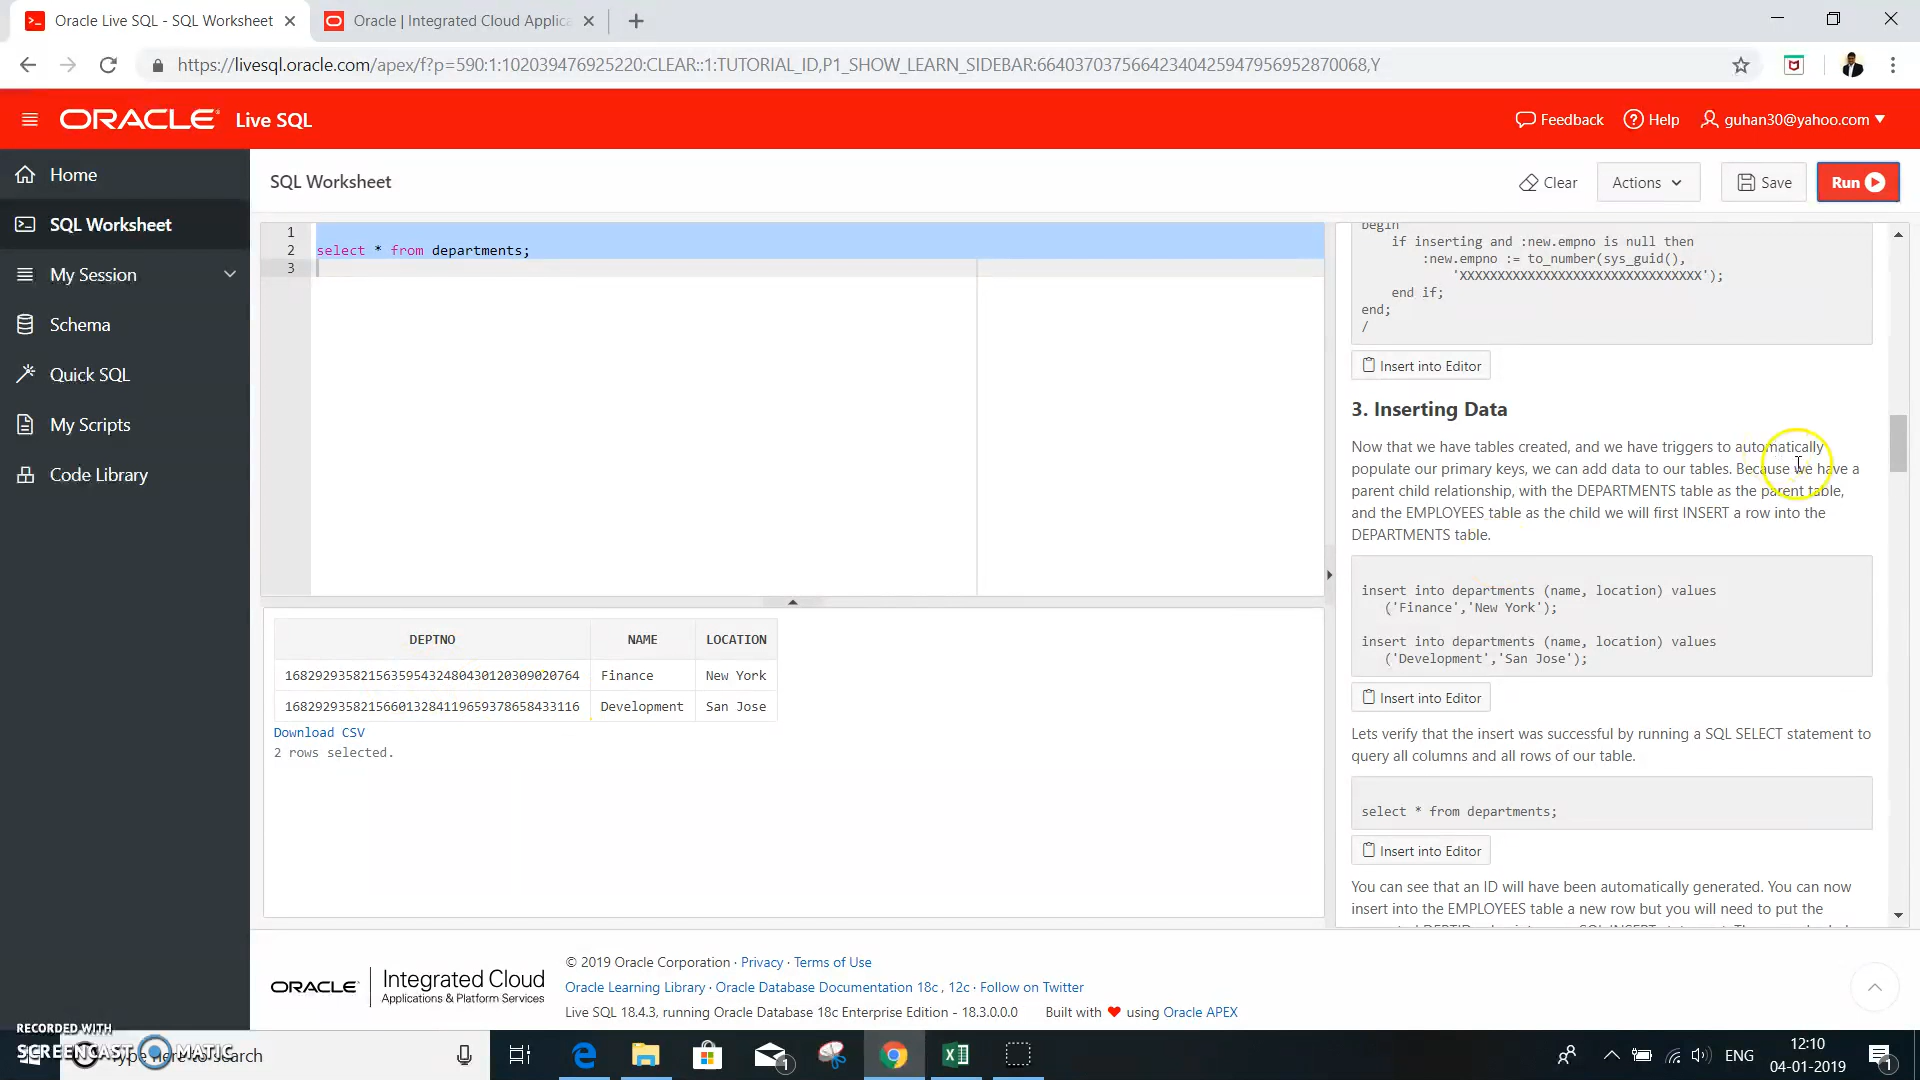 Oracle Live SQL - SQL Worksheet
Oracle | Integrated Cloud Applica
https://livesql.oracle.com/apex/f?p=590:1:102039476925220:CLEAR::1:TUTORIAL_ID,P1_SHOW_LEARN_SIDEBAR:66403703756642340425947956952870068,Y
ORACLE Live SQL
Feedback
Help
guhan30@yahoo.com
Home
SQL Worksheet
My Session
Schema
Quick SQL
My Scripts
Code Library
SQL Worksheet
Clear
Actions
Save
Run
1
2 select * from departments;
3
DEPTNO NAME LOCATION
168292935821563595432480430120309020764 Finance New York
168292935821566013284119659378658433116 Development San Jose
Download CSV
2 rows selected.
begin
if inserting and :new.empno is null then
:new.empno := to_number(sys_guid(),
'XXXXXXXXXXXXXXXXXXXXXXXXXXXXXXXX');
end if;
end;
/
Insert into Editor
3. Inserting Data
Now that we have tables created, and we have triggers to automatically
populate our primary keys, we can add data to our tables. Because we have a
parent child relationship, with the DEPARTMENTS table as the parent table,
and the EMPLOYEES table as the child we will first INSERT a row into the
DEPARTMENTS table.
insert into departments (name, location) values
('Finance','New York');
insert into departments (name, location) values
('Development','San Jose');
Insert into Editor
Lets verify that the insert was successful by running a SQL SELECT statement to
query all columns and all rows of our table.
select * from departments;
Insert into Editor
You can see that an ID will have been automatically generated. You can now
insert into the EMPLOYEES table a new row but you will need to put the
ORACLE
Integrated Cloud
Applications & Platform Services
© 2019 Oracle Corporation · Privacy · Terms of Use
Oracle Learning Library · Oracle Database Documentation 18c , 12c · Follow on Twitter
Live SQL 18.4.3, running Oracle Database 18c Enterprise Edition - 18.3.0.0.0 Built with ❤ using Oracle APEX
RECORDED WITH
SCREENCAST MATIC
Type here to search
1
ENG
12:10
04-01-2019
1